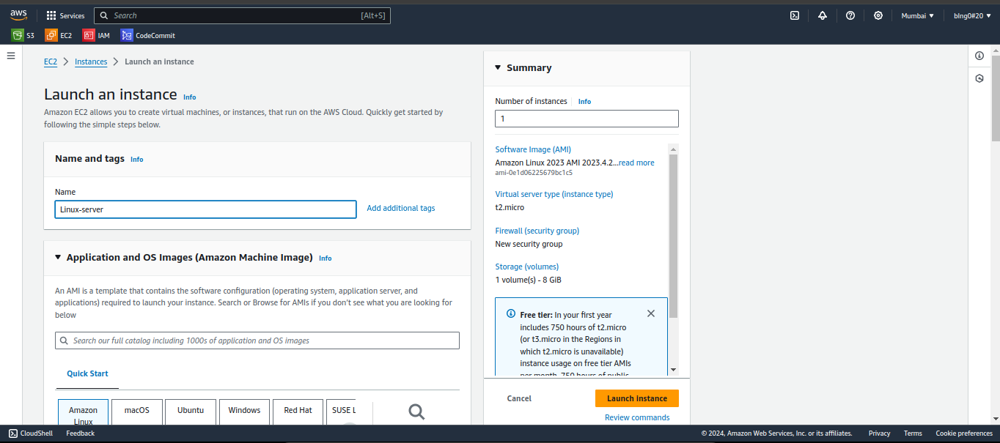 aws
Services
Search
[Alt+S]
Mumbai
blng0#20
S3
EC2
IAM
CodeCommit
EC2
Instances
Launch an instance
Launch an instance
Info
Amazon EC2 allows you to create virtual machines, or instances, that run on the AWS Cloud. Quickly get started by
following the simple steps below.
Name and tags
Info
Name
Linux-server
Add additional tags
Application and OS Images (Amazon Machine Image)
Info
An AMI is a template that contains the software configuration (operating system, application server, and
applications) required to launch your instance. Search or Browse for AMIs if you don't see what you are looking for
below
Search our full catalog including 1000s of application and OS images
Quick Start
Amazon
Linux
macOS
Ubuntu
Windows
Red Hat
SUSE L
Summary
Number of instances
Info
1
Software Image (AMI)
Amazon Linux 2023 AMI 2023.4.2...read more
ami-0e1d06225679bc1c5
Virtual server type (instance type)
t2.micro
Firewall (security group)
New security group
Storage (volumes)
1 volume(s) - 8 GiB
Free tier: In your first year
includes 750 hours of t2.micro
(or t3.micro in the Regions in
which t2.micro is unavailable)
instance usage on free tier AMIs
per month, 750 hours of public
Cancel
Launch instance
Review commands
CloudShell
Feedback
© 2024, Amazon Web Services, Inc. or its affiliates.
Privacy
Terms
Cookie preferences